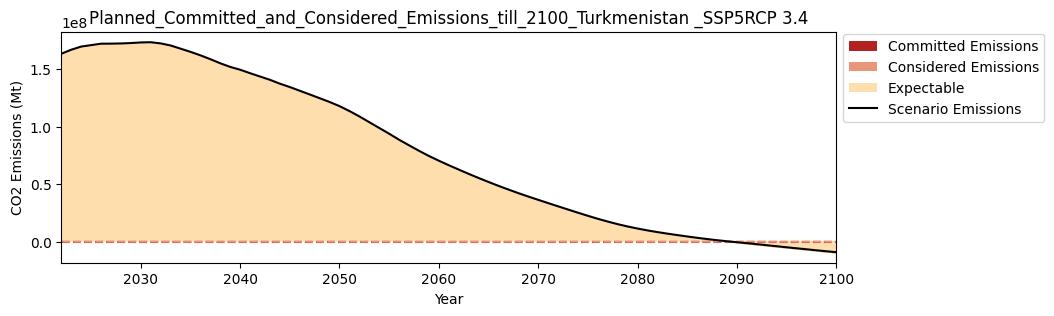 Planned_Committed_and_Considered_Emissions_till_2100_Turkmenistan _SSP5RCP 3.4
1e8
1.5
1.0
0.5
0.0
CO2 Emissions (Mt)
2030 2040 2050 2060 2070 2080 2090 2100
Year
Committed Emissions
Considered Emissions
Expectable
Scenario Emissions